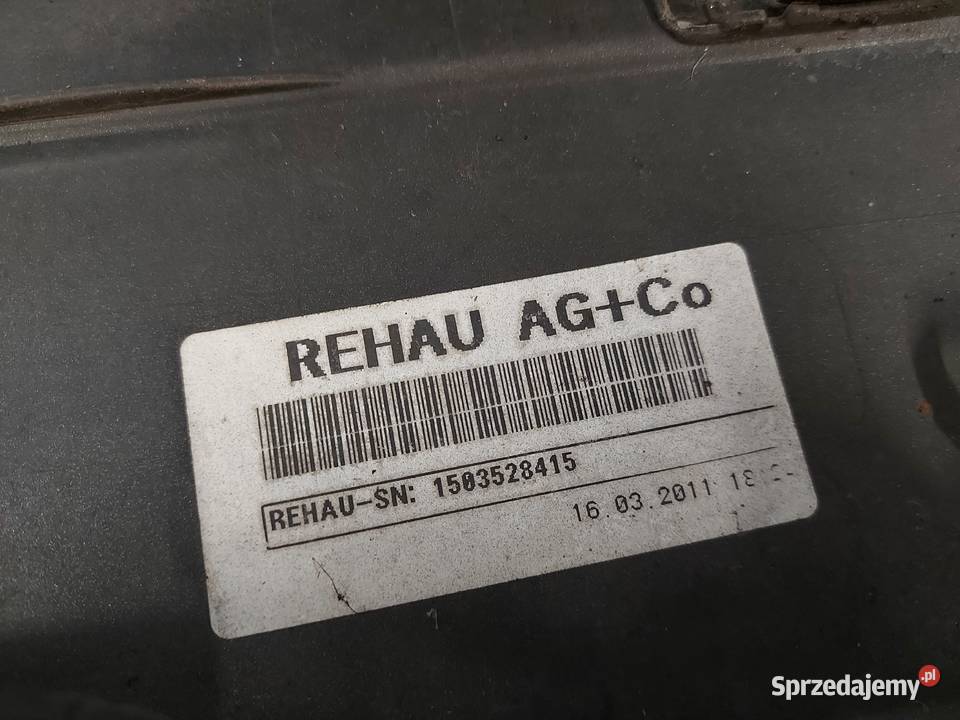 REHAU AG+Co
REHAU-SN: 1503528415
16.03.2011
Sprzedajemy.pl